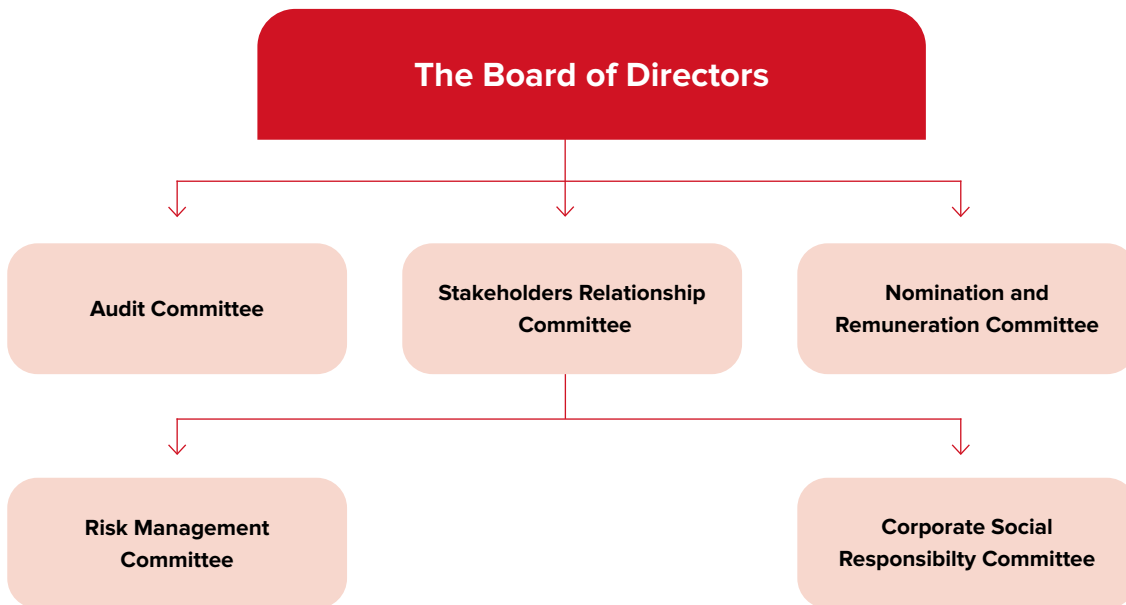 The Board of Directors
Audit Committee
Stakeholders Relationship
Committee
Nomination and
Remuneration Committee
Risk Management
Committee
Corporate Social
Responsibilty Committee